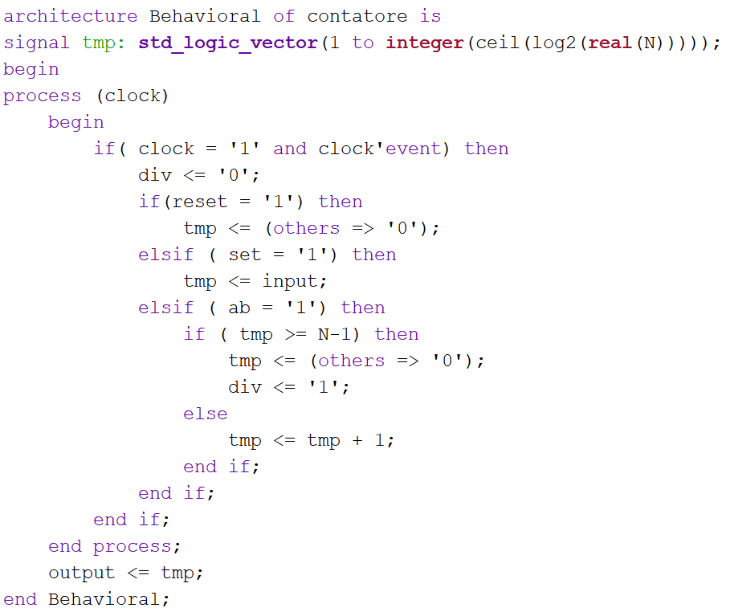 architecture Behavioral of contatore is
signal tmp: std_logic_vector(1 to integer(ceil(log2(real(N)))));
begin
process (clock)
    begin
        if( clock = '1' and clock'event) then
            div <= '0';
            if(reset = '1') then
                tmp <= (others => '0');
            elsif ( set = '1') then
                tmp <= input;
            elsif ( ab = '1') then
                if ( tmp >= N-1) then
                    tmp <= (others => '0');
                    div <= '1';
                else
                    tmp <= tmp + 1;
                end if;
            end if;
        end if;
    end process;
    output <= tmp;
end Behavioral;